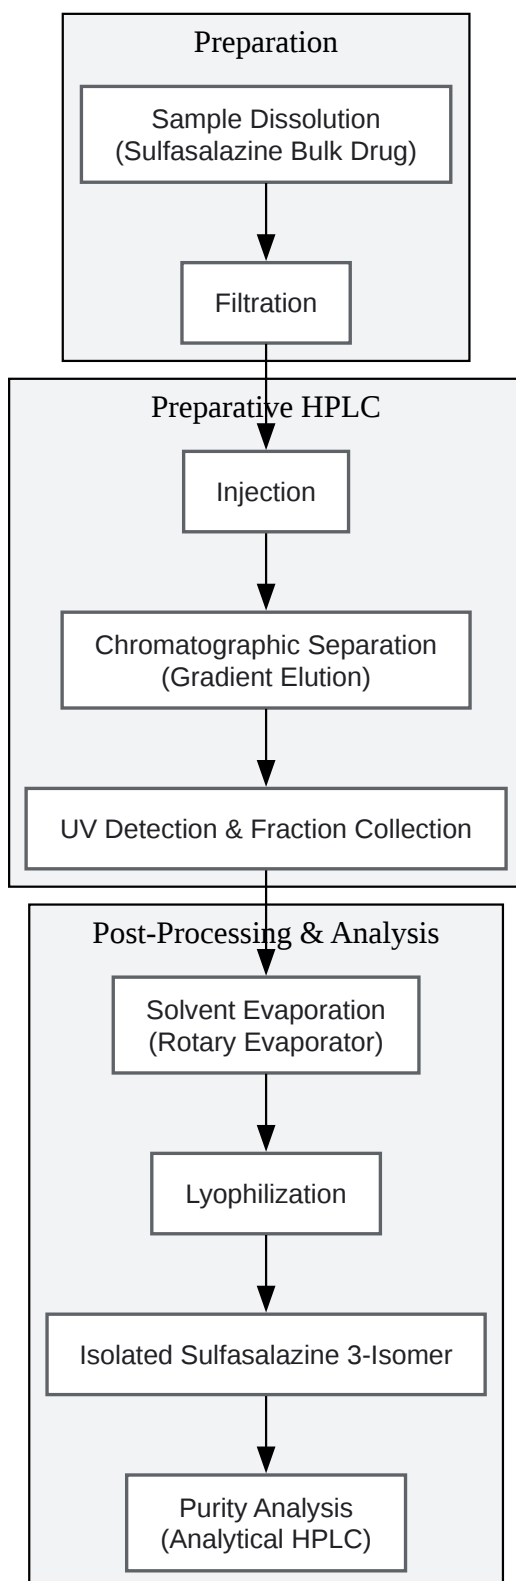 Preparation
Sample Dissolution
(Sulfasalazine Bulk Drug)
Filtration
Preparative HPLC
Injection
Chromatographic Separation
(Gradient Elution)
UV Detection & Fraction Collection
Post-Processing & Analysis
Solvent Evaporation
(Rotary Evaporator)
Lyophilization
Isolated Sulfasalazine 3-Isomer
Purity Analysis
(Analytical HPLC)